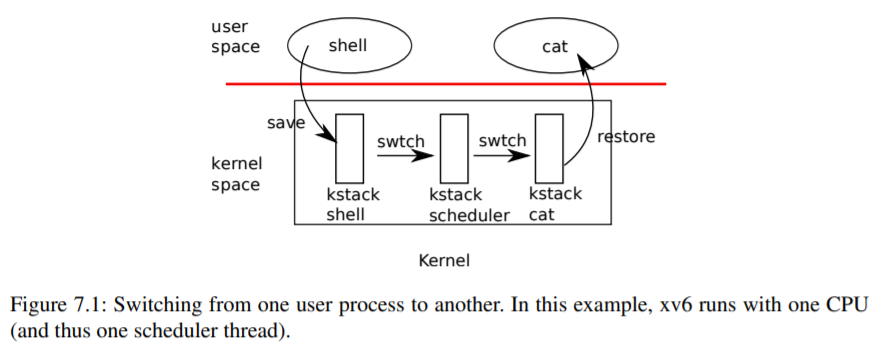 user
space
shell
cat
save
swtch
swtch
restore
kernel
space
kstack
shell
kstack
scheduler
kstack
cat
Kernel
Figure 7.1: Switching from one user process to another. In this example, xv6 runs with one CPU
(and thus one scheduler thread).